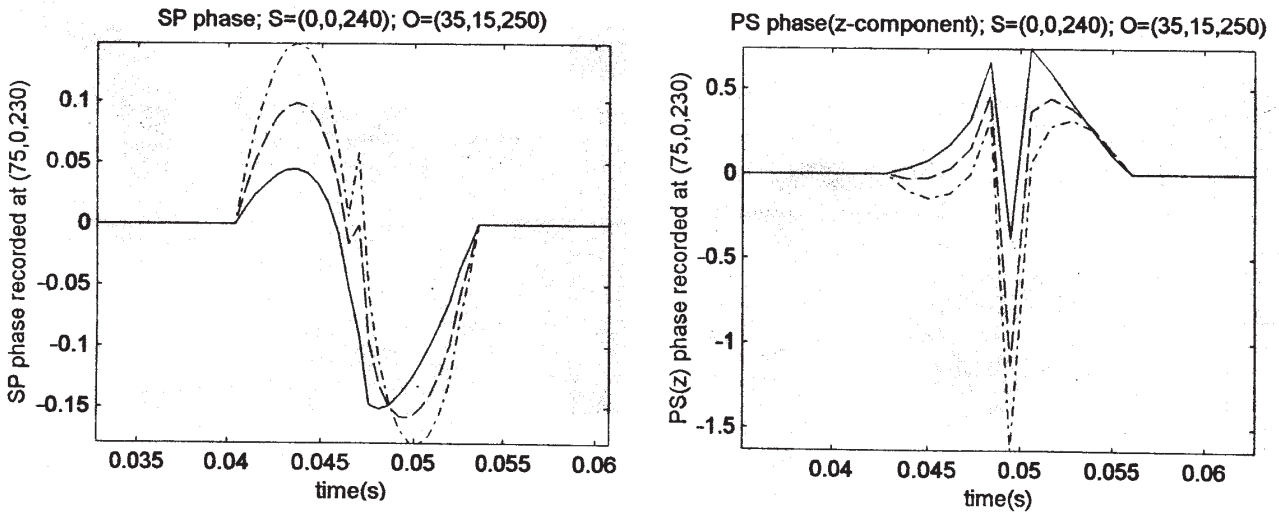 SP phase; S=(0,0,240); O=(35,15,250)
SP phase recorded at (75,0,230)
0.1
0.05
0
-0.05
-0.1
-0.15
0.035 0.04 0.045 0.05 0.055 0.06
time(s)
PS phase(z-component); S=(0,0,240); O=(35,15,250)
PS(z) phase recorded at (75,0,230)
0.5
0
-0.5
-1
-1.5
0.04 0.045 0.05 0.055 0.06
time(s)